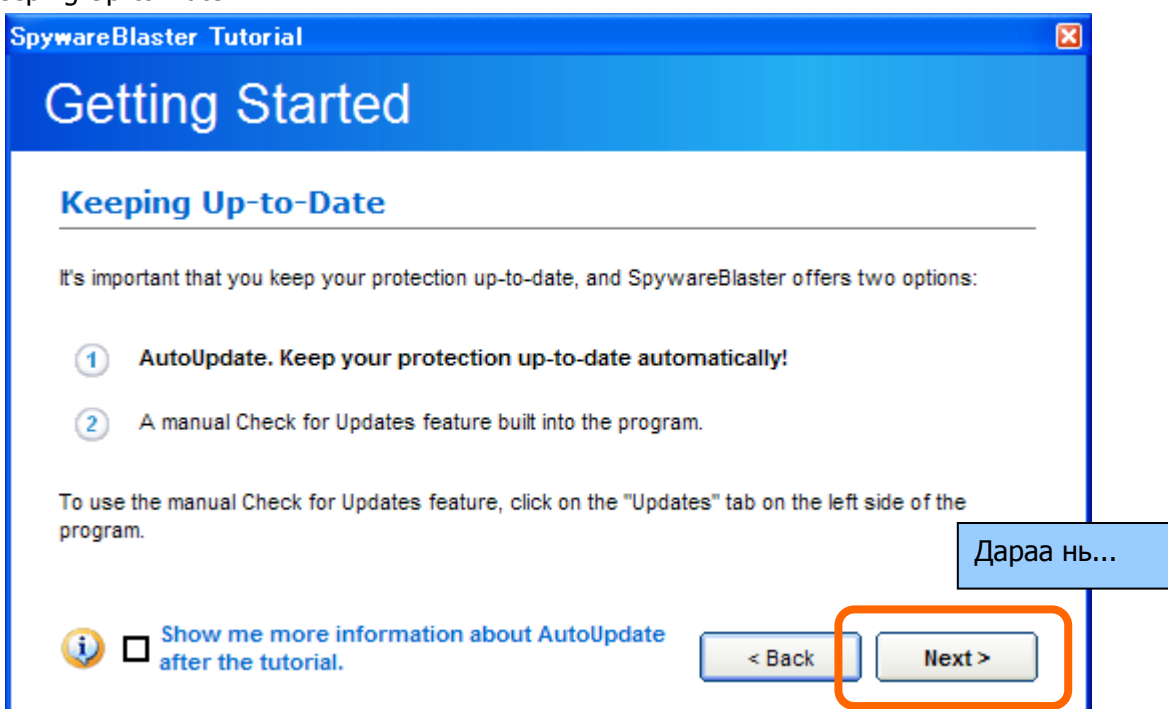 SpywareBlaster Tutorial
Getting Started
Keeping Up-to-Date
It's important that you keep your protection up-to-date, and SpywareBlaster offers two options:
1 AutoUpdate. Keep your protection up-to-date automatically!
2 A manual Check for Updates feature built into the program.
To use the manual Check for Updates feature, click on the "Updates" tab on the left side of the
program.
Дараа нь...
Show me more information about AutoUpdate
after the tutorial.
< Back
Next >